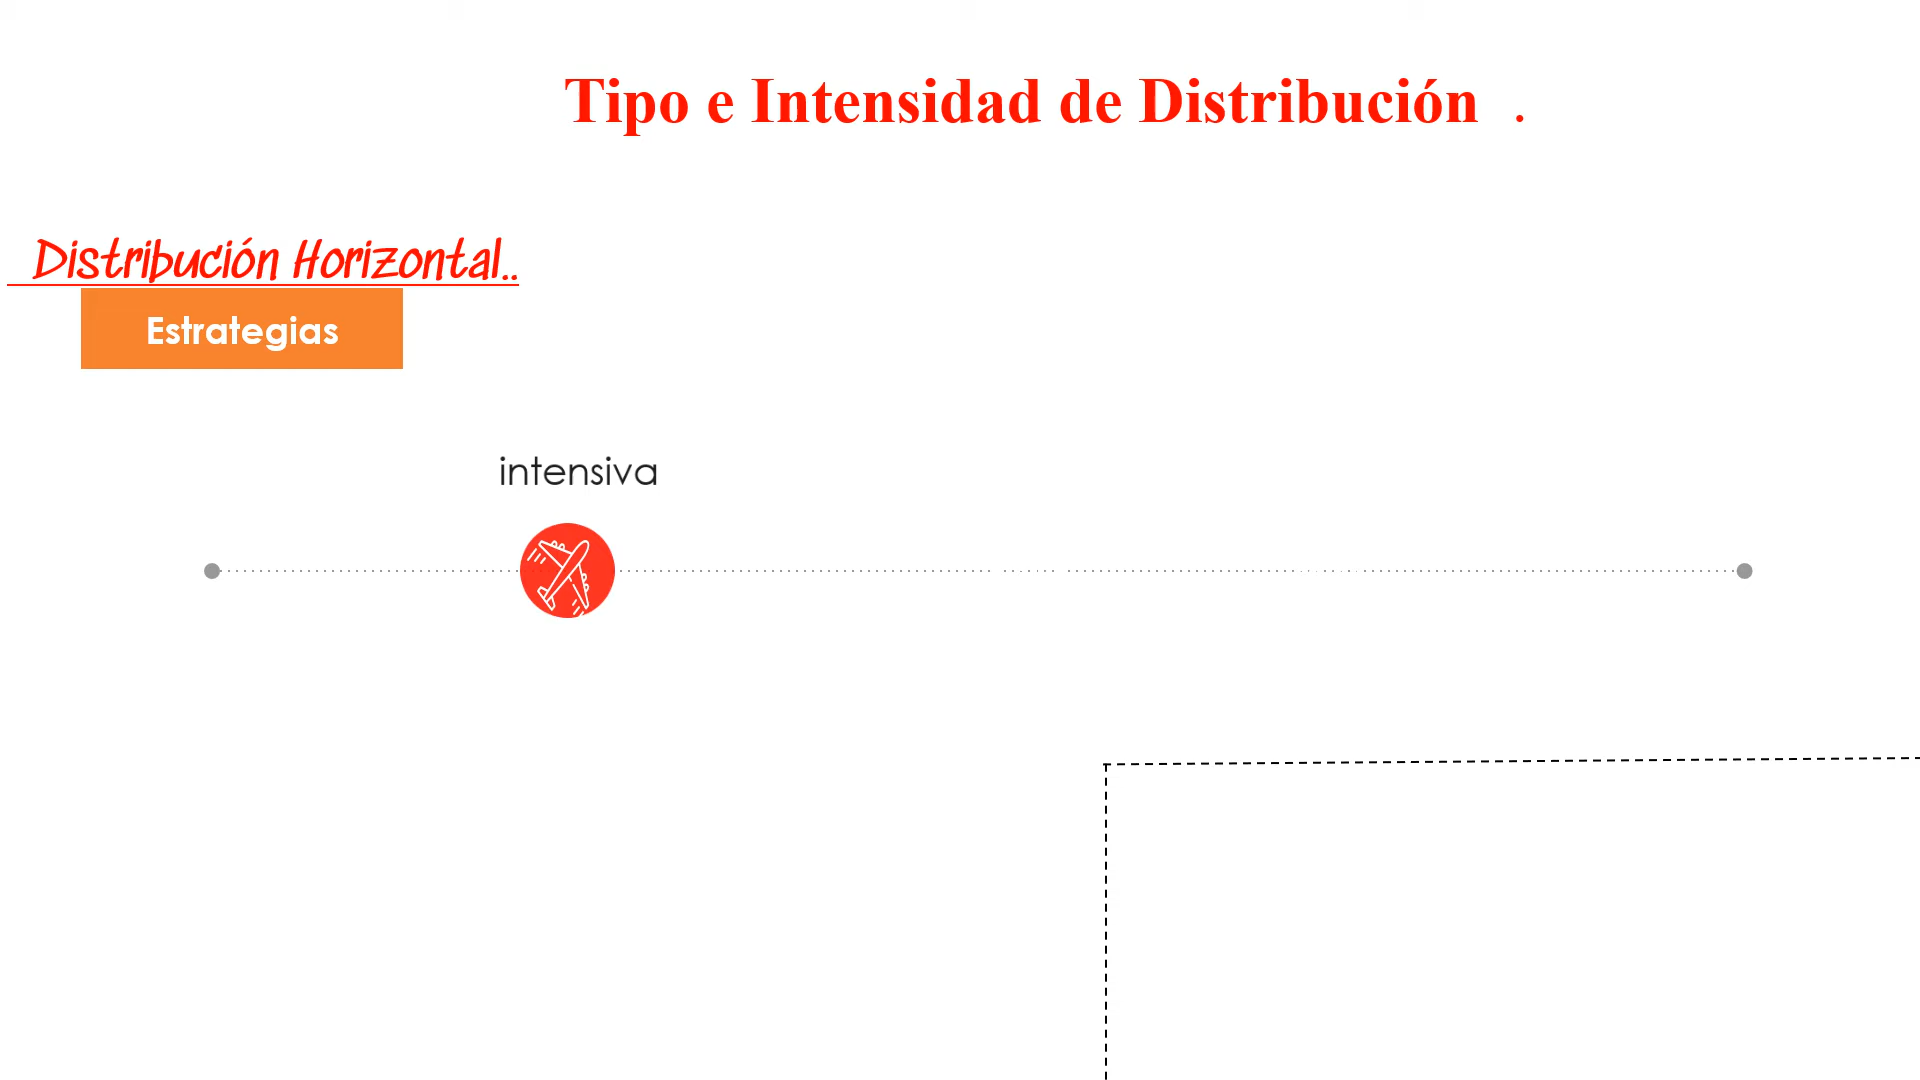 Tipo e Intensidad de Distribución .
Distribución Horizontal..
Estrategias
intensiva